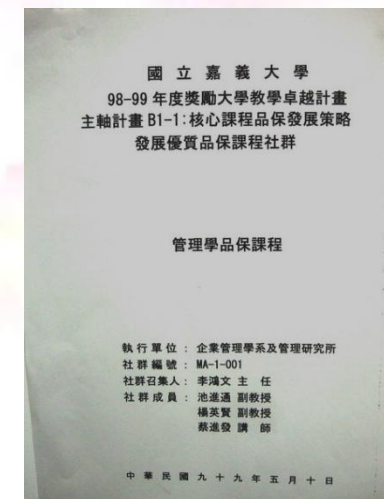 國立嘉義大學
98-99 年度獎勵大學教學卓越計畫
主軸計畫 B1-1:核心課程品保發展策略
發展優質品保課程社群
管理學品保課程
執行單位：企業管理學系及管理研究所
社群編號：MA-1-001
社群召集人：李鴻文 主 任
社群成員：池進通 副教授
楊英賢 副教授
蔡進發 講 師
中華民國九十九年五月十日